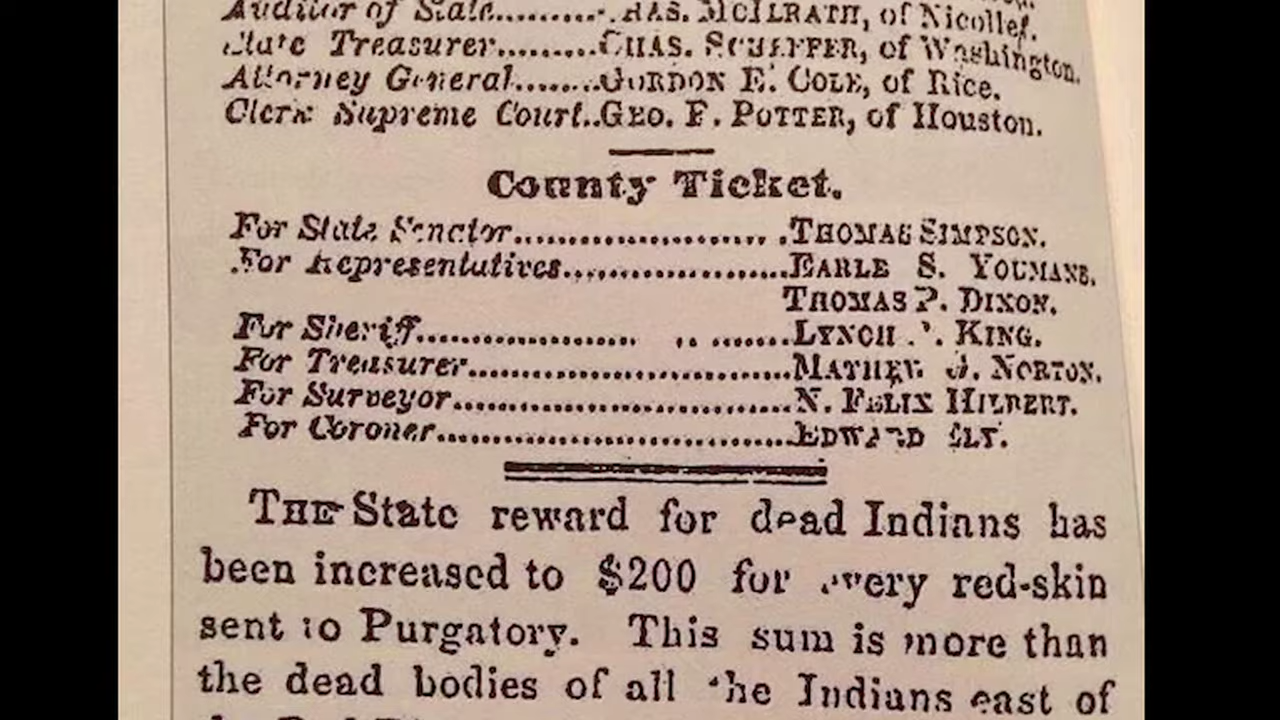 Auditor of State..........HAS. MCILRATH, of Nicollet.
State Treasurer.........CHAS. SCHEFFER, of Washington.
Attorney General........GORDON E. COLE, of Rice.
Clerk Supreme Court..GEO. F. POTTER, of Houston.
County Ticket.
For State Senator..........................THOMAS SIMPSON.
For Representatives.......................EARLE S. YOUMANS.
THOMAS P. DIXON.
For Sheriff.................... .. ........LYNCH KING.
For Treasurer................................MATHEW J. NORTON.
For Surveyor..................................N. FELIX HILBERT.
For Coroner...................................EDWARD ELY.
THE State reward for dead Indians has
been increased to $200 for every red-skin
sent to Purgatory. This sum is more than
the dead bodies of all the Indians east of